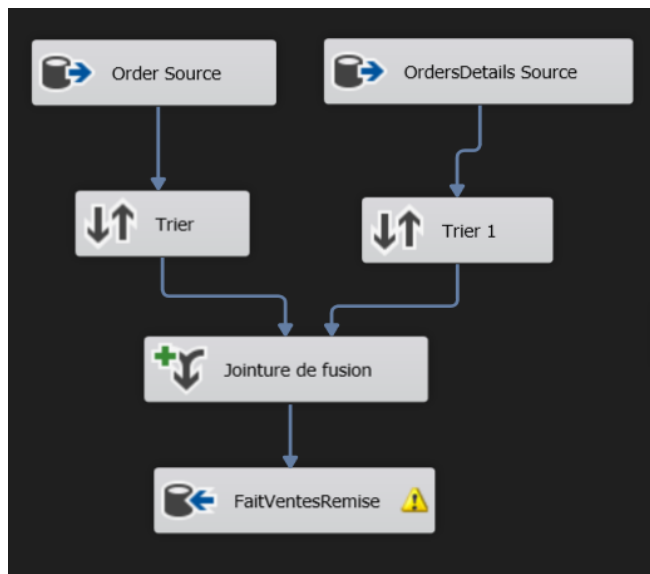 Order Source
OrdersDetails Source
Trier
Trier 1
Jointure de fusion
FaitVentesRemise